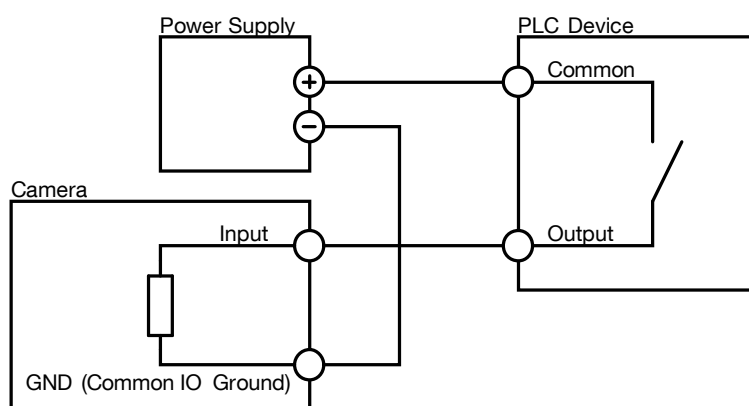 Power Supply
PLC Device
+
Common
−
Camera
Input
Output
GND (Common IO Ground)